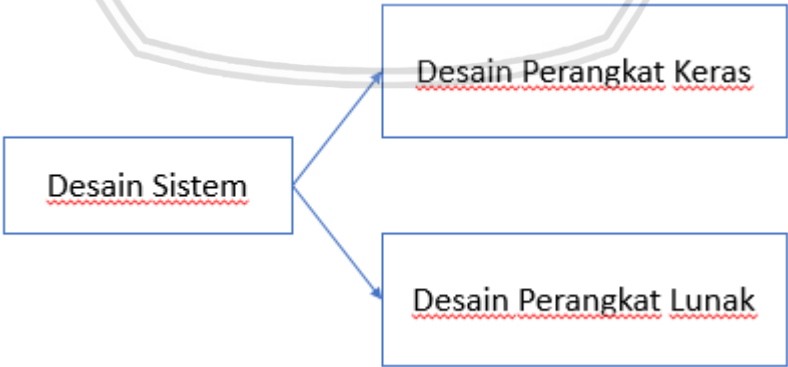 Desain Perangkat Keras
Desain Sistem
Desain Perangkat Lunak